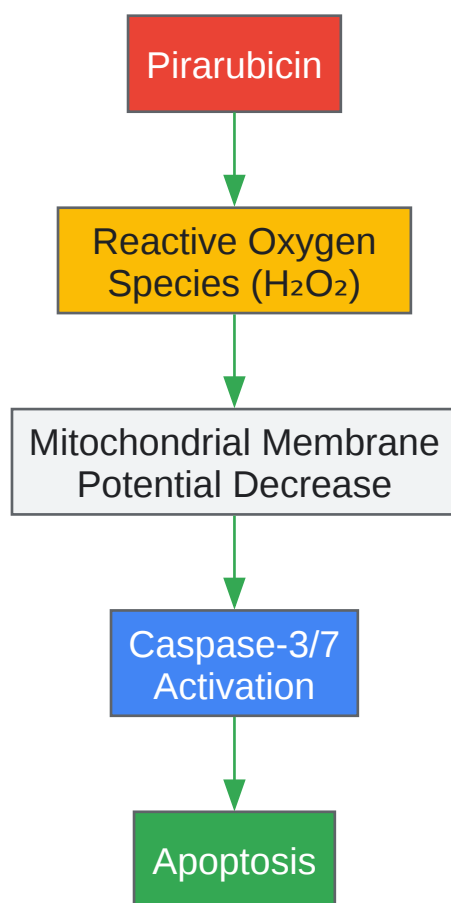 Pirarubicin
Reactive Oxygen
Species (H₂O₂)
Mitochondrial Membrane
Potential Decrease
Caspase-3/7
Activation
Apoptosis